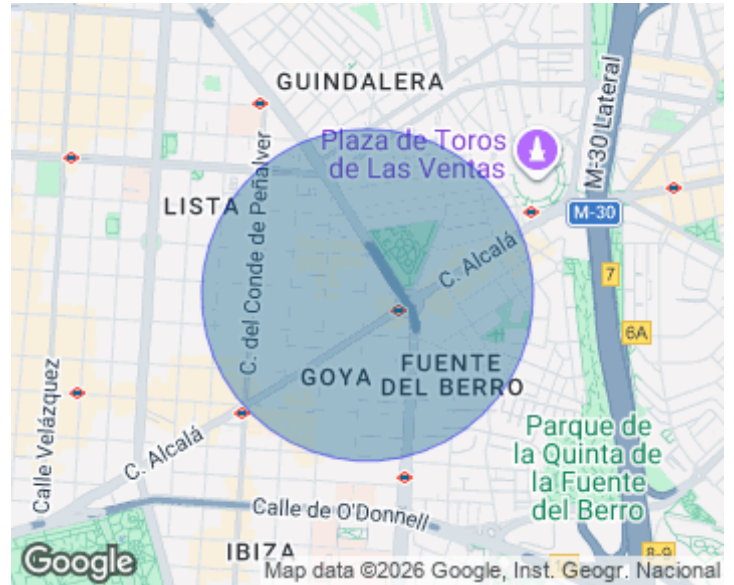 GUINDALERA
Plaza de Toros
de Las Ventas
M-30 Lateral
C. del Conde de Peñalver
LISTA
M-30
C. Alcalá
7
6A
GOYA
FUENTE
DEL BERRO
Calle Velázquez
C. Alcalá
Parque de
la Quinta de
la Fuente
del Berro
Calle de O'Donnell
IBIZA
8-9
Google
Map data ©2026 Google, Inst. Geogr. Nacional